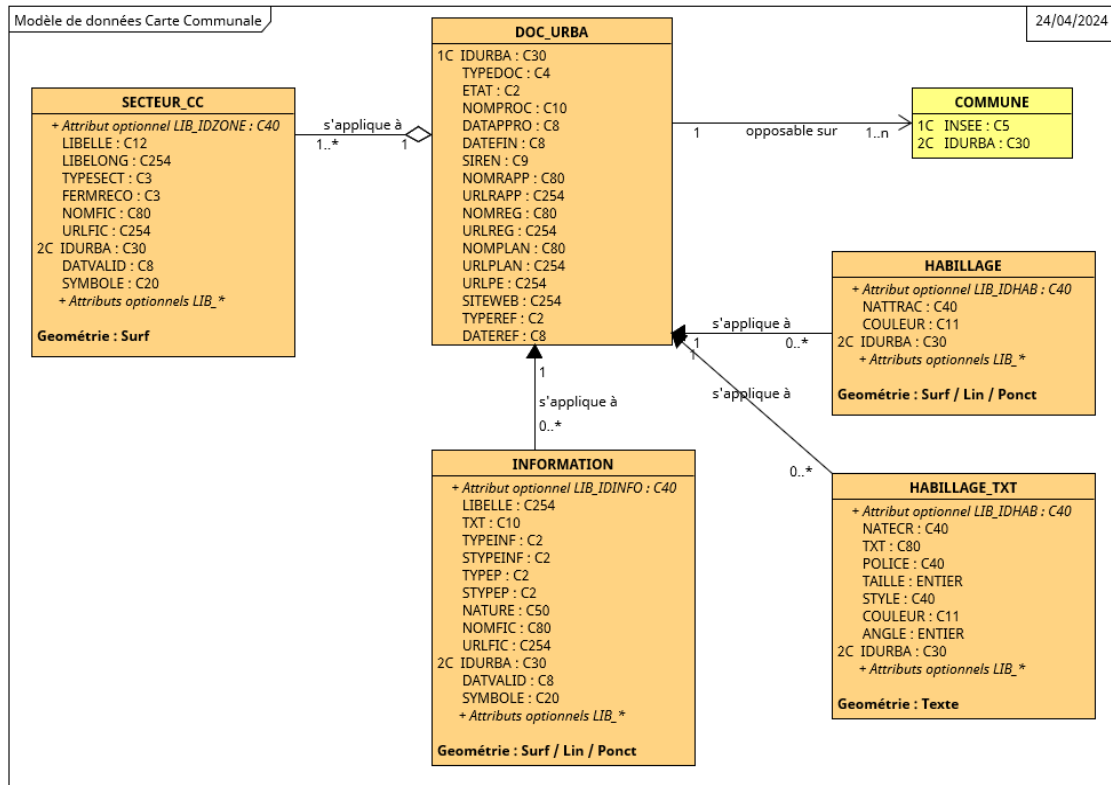 Modèle de données Carte Communale
24/04/2024
DOC_URBA
1C IDURBA : C30
TYPEDOC : C4
ETAT : C2
NOMPROC : C10
DATAPPRO : C8
DATEFIN : C8
SIREN : C9
NOMRAPP : C80
URLRAPP : C254
NOMREG : C80
URLREG : C254
NOMPLAN : C80
URLPLAN : C254
URLPE : C254
SITEWEB : C254
TYPEREF : C2
DATEREF : C8
SECTEUR_CC
+ Attribut optionnel LIB_IDZONE : C40
LIBELLE : C12
LIBELONG : C254
TYPESECT : C3
FERMRECO : C3
NOMFIC : C80
URLFIC : C254
2C IDURBA : C30
DATVALID : C8
SYMBOLE : C20
+ Attributs optionnels LIB_*
Geométrie : Surf
s'applique à
1..*
1
1
opposable sur
1..n
COMMUNE
1C INSEE : C5
2C IDURBA : C30
HABILLAGE
+ Attribut optionnel LIB_IDHAB : C40
NATTRAC : C40
COULEUR : C11
2C IDURBA : C30
+ Attributs optionnels LIB_*
Geométrie : Surf / Lin / Ponct
s'applique à
1
0..*
1
s'applique à
0..*
1
s'applique à
0..*
INFORMATION
+ Attribut optionnel LIB_IDINFO : C40
LIBELLE : C254
TXT : C10
TYPEINF : C2
STYPEINF : C2
TYPEP : C2
STYPEP : C2
NATURE : C50
NOMFIC : C80
URLFIC : C254
2C IDURBA : C30
DATVALID : C8
SYMBOLE : C20
+ Attributs optionnels LIB_*
Geométrie : Surf / Lin / Ponct
HABILLAGE_TXT
+ Attribut optionnel LIB_IDHAB : C40
NATECR : C40
TXT : C80
POLICE : C40
TAILLE : ENTIER
STYLE : C40
COULEUR : C11
ANGLE : ENTIER
2C IDURBA : C30
+ Attributs optionnels LIB_*
Geométrie : Texte